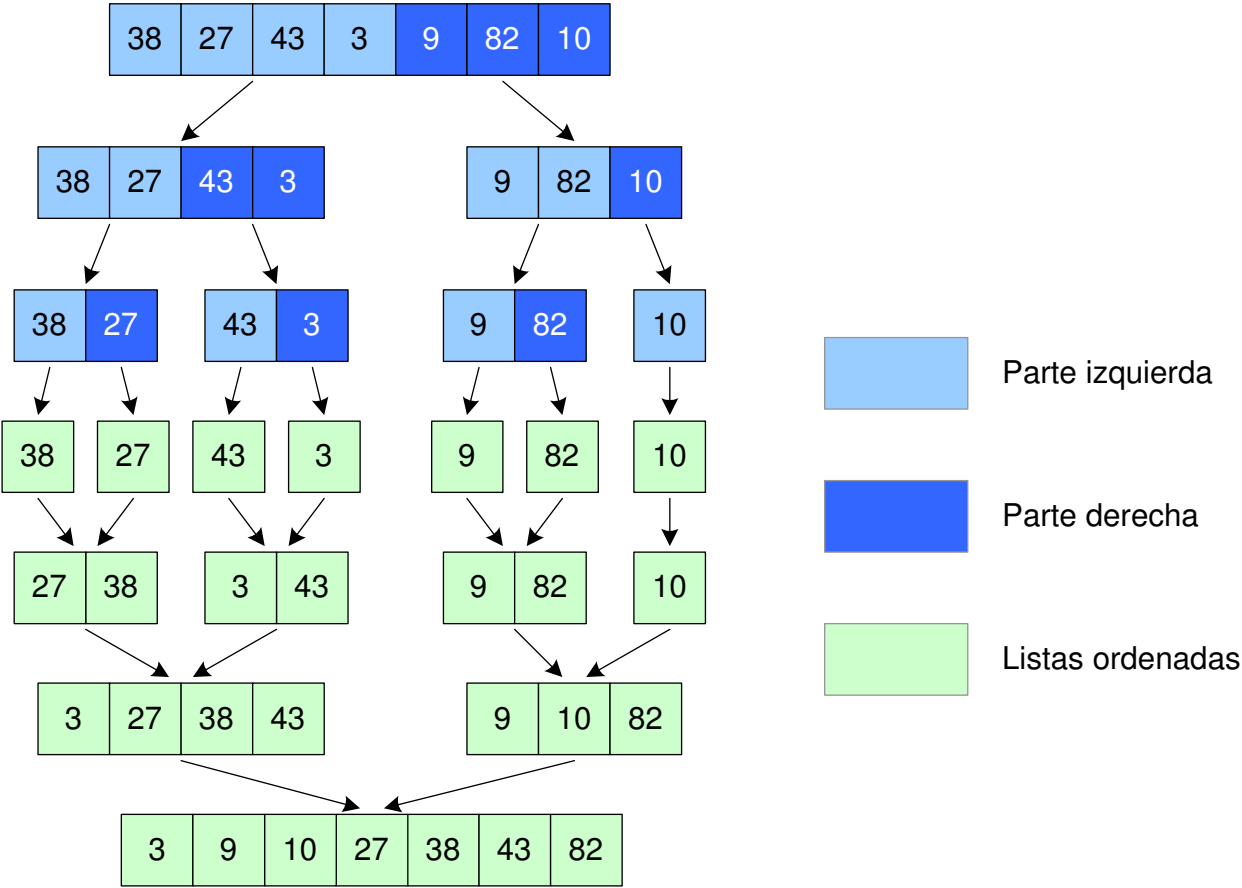 38 27 43 3 9 82 10
38 27 43 3 9 82 10
38 27 43 3 9 82 10
38 27 43 3 9 82 10
27 38 3 43 9 82 10
3 27 38 43 9 10 82
3 9 10 27 38 43 82
Parte izquierda
Parte derecha
Listas ordenadas